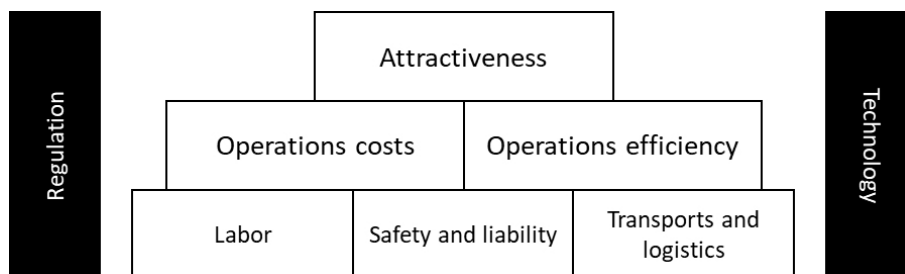 Regulation
Attractiveness
Operations costs
Operations efficiency
Labor
Safety and liability
Transports and
logistics
Technology